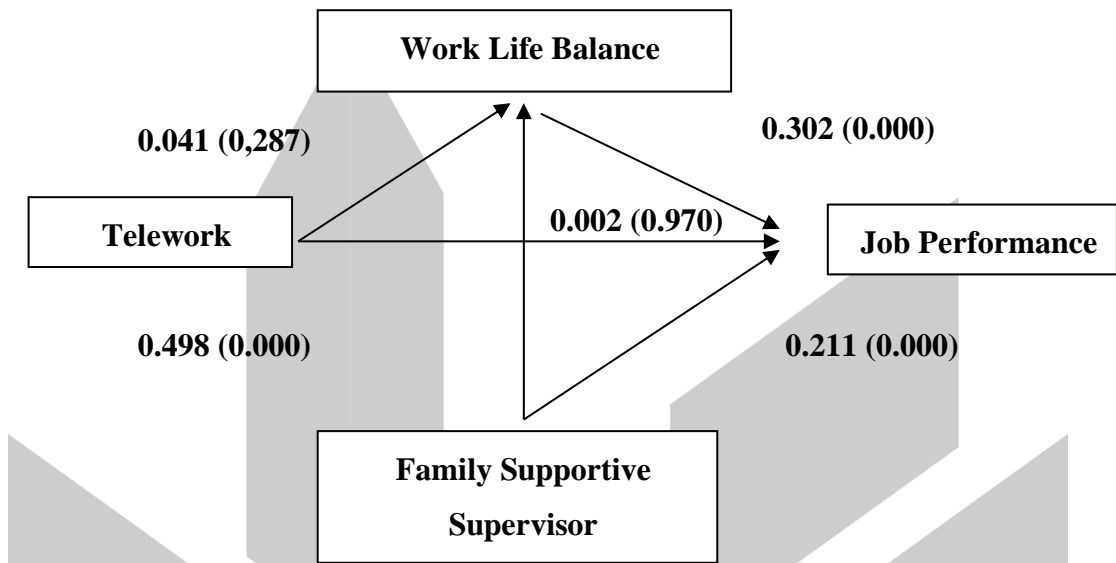 Work Life Balance
0.041 (0,287)
0.302 (0.000)
Telework
0.002 (0.970)
Job Performance
0.498 (0.000)
0.211 (0.000)
Family Supportive
Supervisor